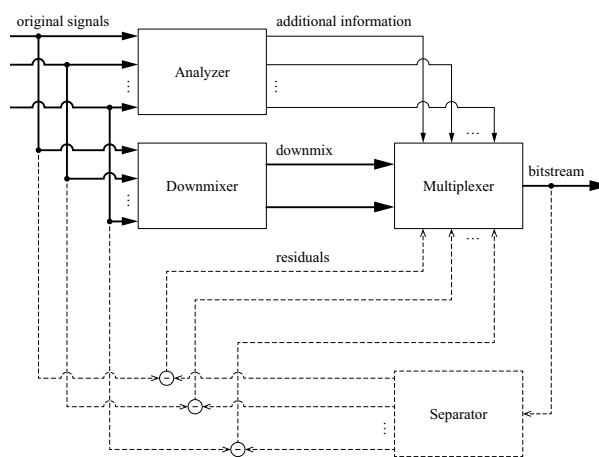 original signals
additional information
Analyzer
...
...
...
downmix
Downmixer
Multiplexer
bitstream
...
...
residuals
−
−
Separator
...
−